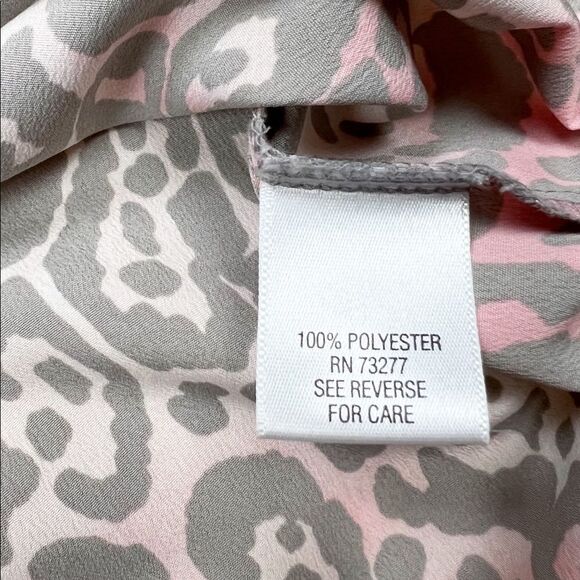 100% POLYESTER
RN 73277
SEE REVERSE
FOR CARE